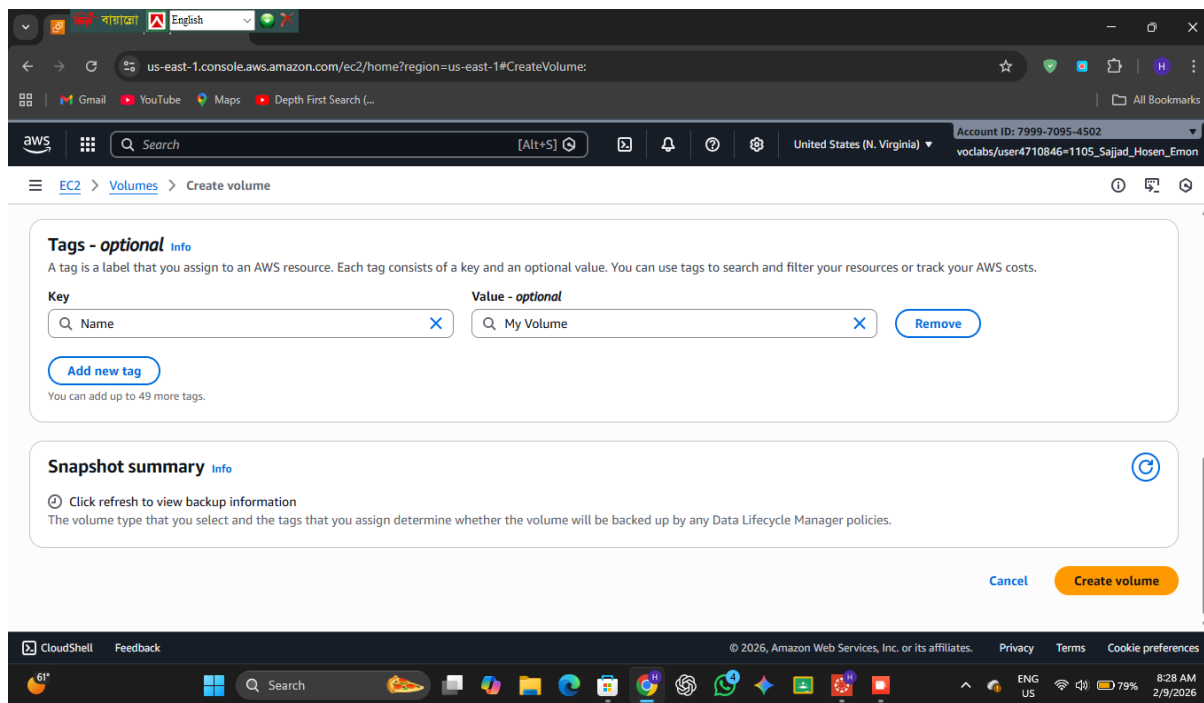 বায়ান্নো English
us-east-1.console.aws.amazon.com/ec2/home?region=us-east-1#CreateVolume: H
Gmail YouTube Maps Depth First Search (... All Bookmarks
aws Search [Alt+S] United States (N. Virginia) Account ID: 7999-7095-4502
voclabs/user4710846=1105_Sajjad_Hosen_Emon
EC2 > Volumes > Create volume
Tags - optional Info
A tag is a label that you assign to an AWS resource. Each tag consists of a key and an optional value. You can use tags to search and filter your resources or track your AWS costs.
Key Value - optional
Name My Volume Remove
Add new tag
You can add up to 49 more tags.
Snapshot summary Info
Click refresh to view backup information
The volume type that you select and the tags that you assign determine whether the volume will be backed up by any Data Lifecycle Manager policies.
Cancel Create volume
CloudShell Feedback © 2026, Amazon Web Services, Inc. or its affiliates. Privacy Terms Cookie preferences
61° Search H 4 H ENG 79% 8:28 AM
US 2/9/2026